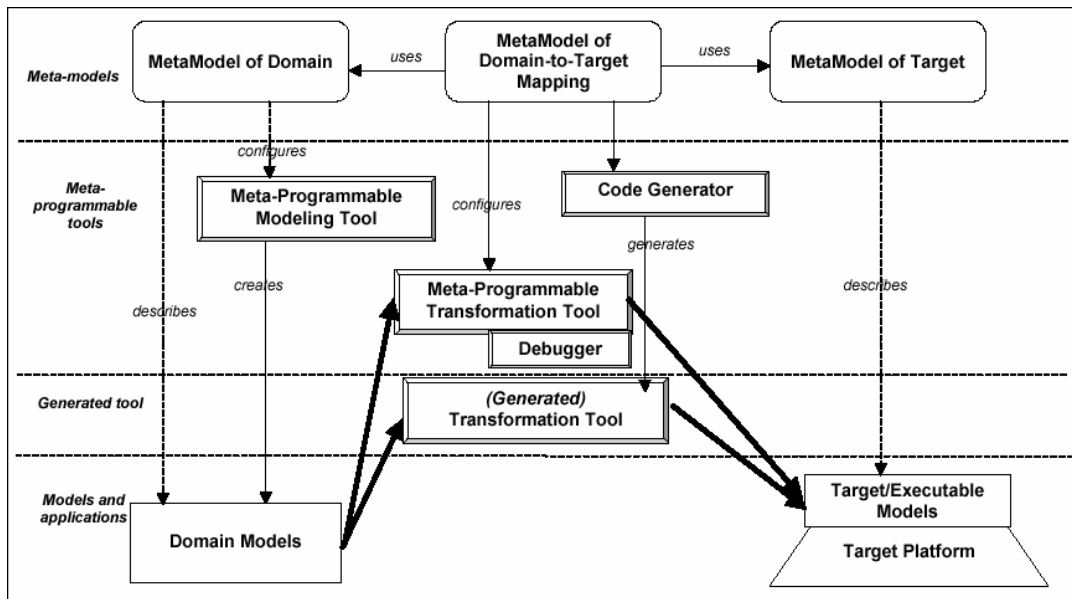 MetaModel of Domain
uses
MetaModel of
Domain-to-Target
Mapping
uses
MetaModel of Target
Meta-models
configures
Meta-
programmable
tools
Meta-Programmable
Modeling Tool
configures
Code Generator
generates
creates
describes
Meta-Programmable
Transformation Tool
describes
Debugger
Generated tool
(Generated)
Transformation Tool
Models and
applications
Domain Models
Target/Executable
Models
Target Platform